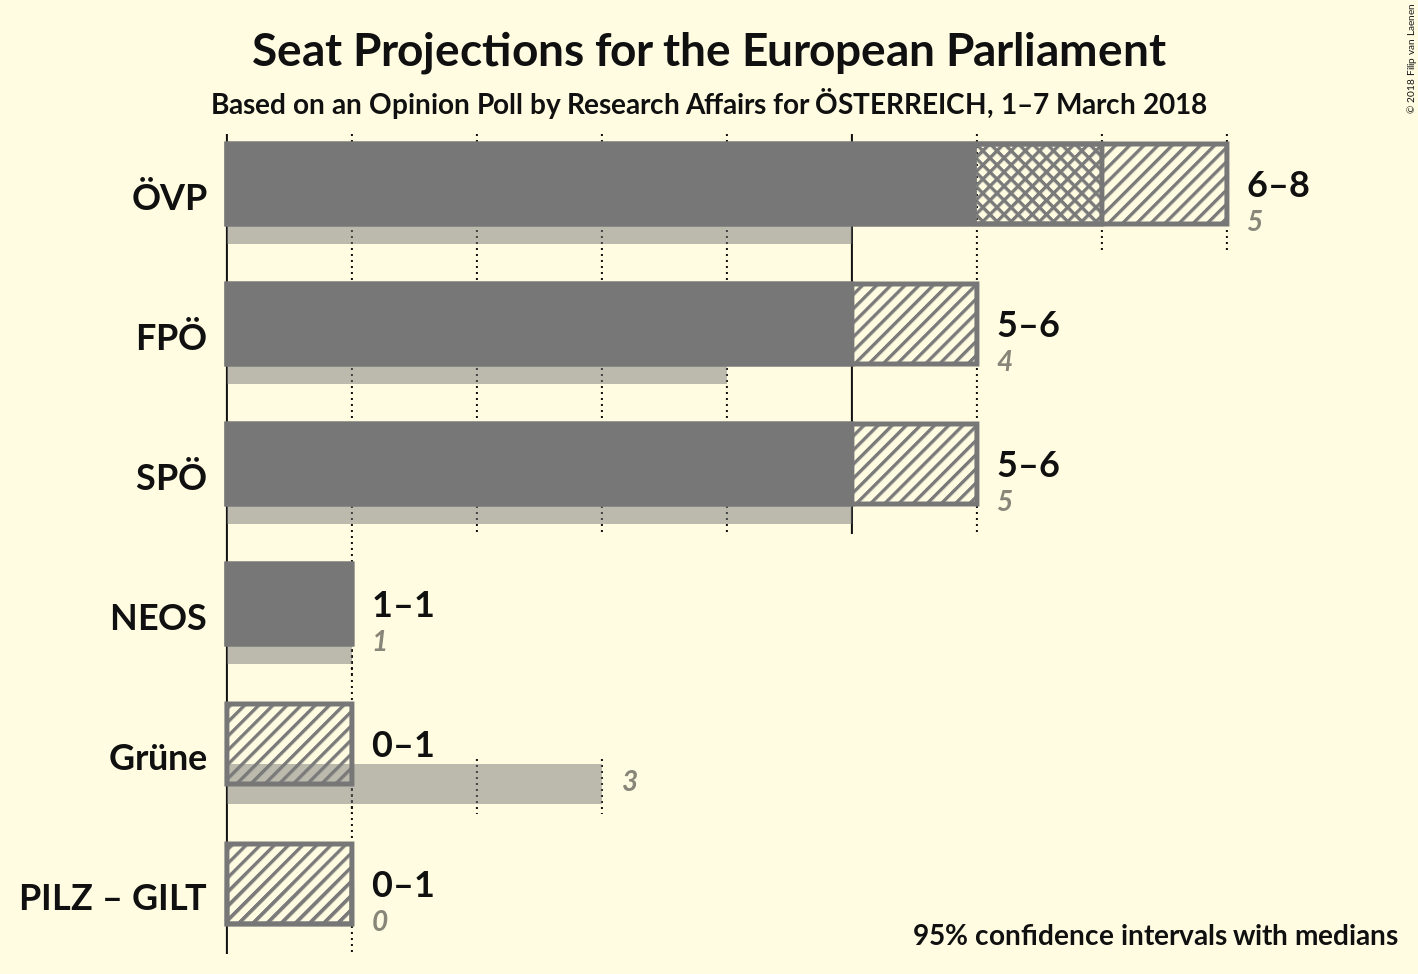 Seat Projections for the European Parliament
Based on an Opinion Poll by Research Affairs for ÖSTERREICH, 1–7 March 2018
© 2018 Filip van Laenen
ÖVP
6–8
5
FPÖ
5–6
4
SPÖ
5–6
5
NEOS
1–1
1
Grüne
0–1
3
PILZ – GILT
0–1
0
95% confidence intervals with medians